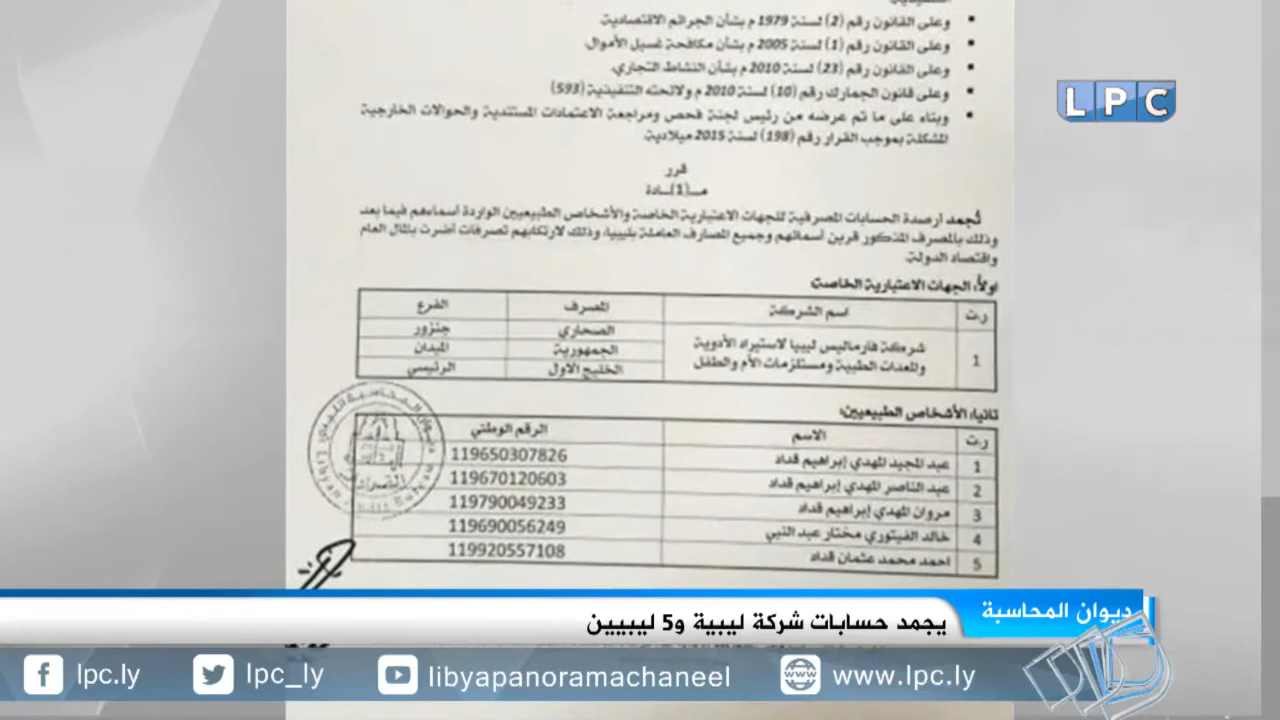 وعلى القانون رقم (2) لسنة 1979 م بشأن الجرائم الاقتصادية.
وعلى القانون رقم (1) لسنة 2005 م بشأن مكافحة غسيل الأموال.
وعلى القانون رقم (23) لسنة 2010 م بشأن النشاط التجاري.
وعلى قانون الجمارك رقم (10) لسنة 2010 م ولائحته التنفيذية (593)
وبناء على ما تم عرضه من رئيس لجنة فحص ومراجعة الاعتمادات المستندية والحوالات الخارجية
المشكلة بموجب القرار رقم (198) لسنة 2015 ميلادية.
LPC
قرر
مــ(1)ــادة
تُجمد أرصدة الحسابات المصرفية للجهات الاعتبارية الخاصة والأشخاص الطبيعيين الواردة أسماءهم فيما بعد
وذلك بالمصرف المذكور قرين أسمائهم وجميع المصارف العاملة بليبيا، وذلك لارتكابهم تصرفات أضرت بالمال العام
واقتصاد الدولة.
اولاً: الجهات الاعتبارية الخاصة
ر.ت اسم الشركة المصرف الفرع
1 شركة فارماليس ليبيا لاستيراد الأدوية والمعدات الطبية ومستلزمات الأم والطفل
الصحاري جنزور
الجمهورية الميدان
الخليج الاول الرئيسي
ثانيا: الأشخاص الطبيعيين:
ر.ت الاسم الرقم الوطني
1 عبد المجيد المهدي إبراهيم قداد 119650307826
2 عبد الناصر المهدي إبراهيم قداد 119670120603
3 مروان المهدي إبراهيم قداد 119790049233
4 خالد الفيتوري مختار عبد النبي 119690056249
5 احمد محمد عثمان قداد 119920557108
ديوان المحاسبة
يجمد حسابات شركة ليبية و5 ليبيين
lpc.ly
lpc_ly
libyapanoramachaneel
www.lpc.ly